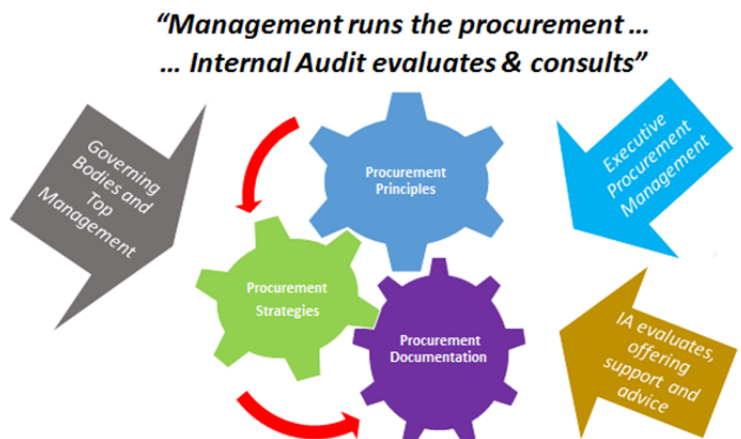 “Management runs the procurement ...
... Internal Audit evaluates & consults”
Governing
Bodies and
Top
Management
Procurement
Principles
Executive
Procurement
Management
Procurement
Strategies
Procurement
Documentation
IA evaluates,
offering
support and
advice